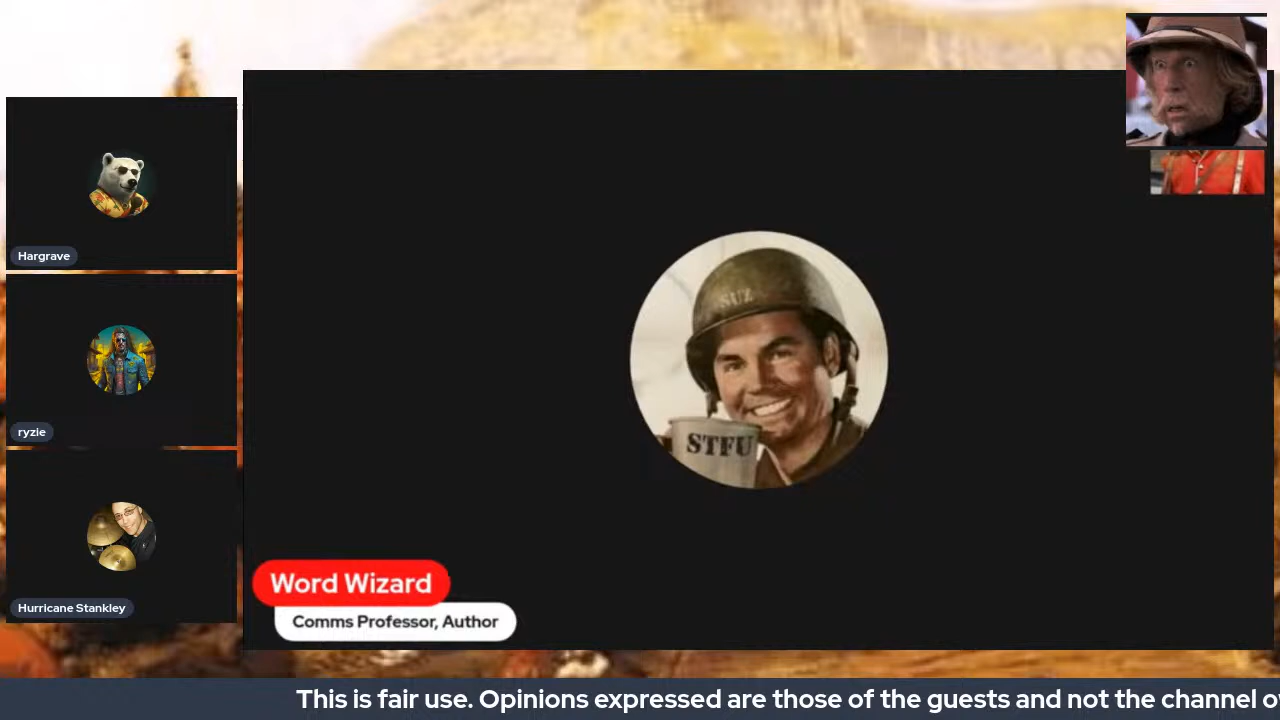 Hargrave
ryzie
Hurricane Stankley
SUZ
STFU
Word Wizard
Comms Professor, Author
This is fair use. Opinions expressed are those of the guests and not the channel o